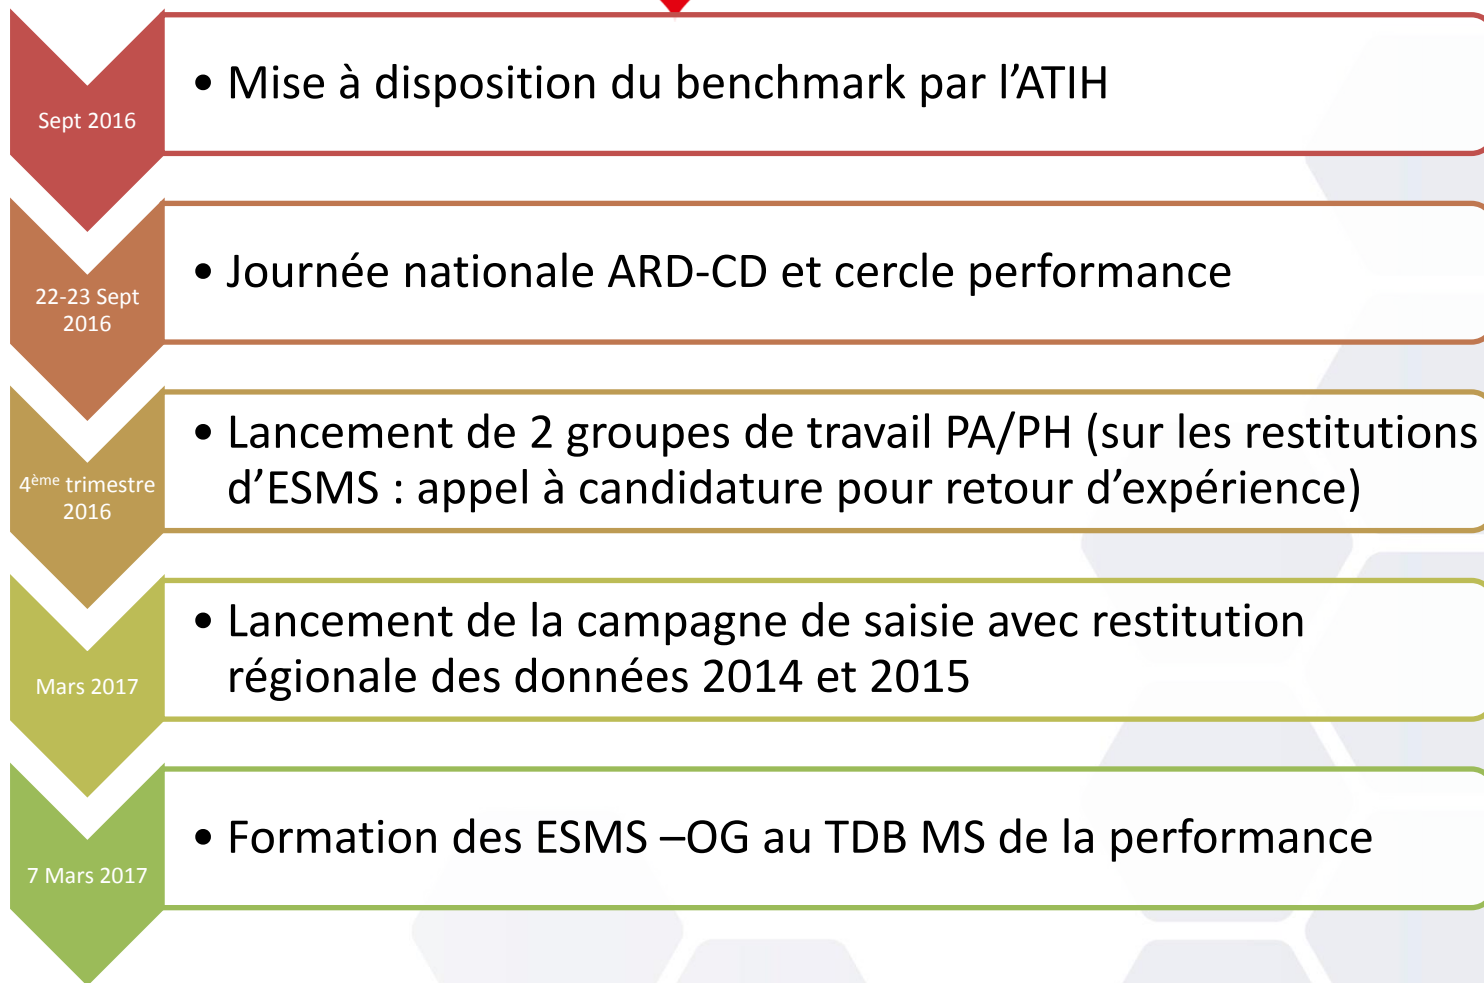 Sept 2016
• Mise à disposition du benchmark par l’ATIH
22-23 Sept
2016
• Journée nationale ARD-CD et cercle performance
4ème trimestre
2016
• Lancement de 2 groupes de travail PA/PH (sur les restitutions
d’ESMS : appel à candidature pour retour d’expérience)
Mars 2017
• Lancement de la campagne de saisie avec restitution
régionale des données 2014 et 2015
7 Mars 2017
• Formation des ESMS –OG au TDB MS de la performance